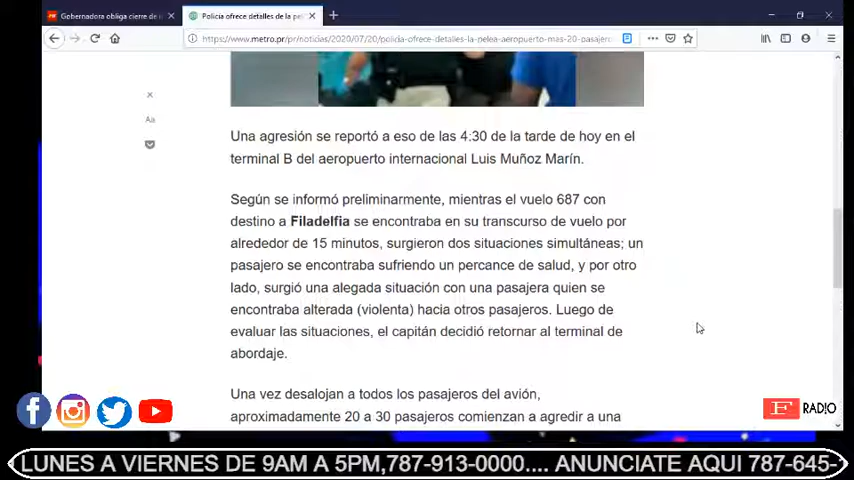 Gobernadora obliga cierre de
Policía ofrece detalles de la pe
https://www.metro.pr/pr/noticias/2020/07/20/policia-ofrece-detalles-la-pelea-aeropuerto-mas-20-pasajero
Aa
Una agresión se reportó a eso de las 4:30 de la tarde de hoy en el
terminal B del aeropuerto internacional Luis Muñoz Marín.
Según se informó preliminarmente, mientras el vuelo 687 con
destino a Filadelfia se encontraba en su transcurso de vuelo por
alrededor de 15 minutos, surgieron dos situaciones simultáneas; un
pasajero se encontraba sufriendo un percance de salud, y por otro
lado, surgió una alegada situación con una pasajera quien se
encontraba alterada (violenta) hacia otros pasajeros. Luego de
evaluar las situaciones, el capitán decidió retornar al terminal de
abordaje.
Una vez desalojan a todos los pasajeros del avión,
aproximadamente 20 a 30 pasajeros comienzan a agredir a una
F RADIO
LUNES A VIERNES DE 9AM A 5PM,787-913-0000.... ANUNCIATE AQUI 787-645-